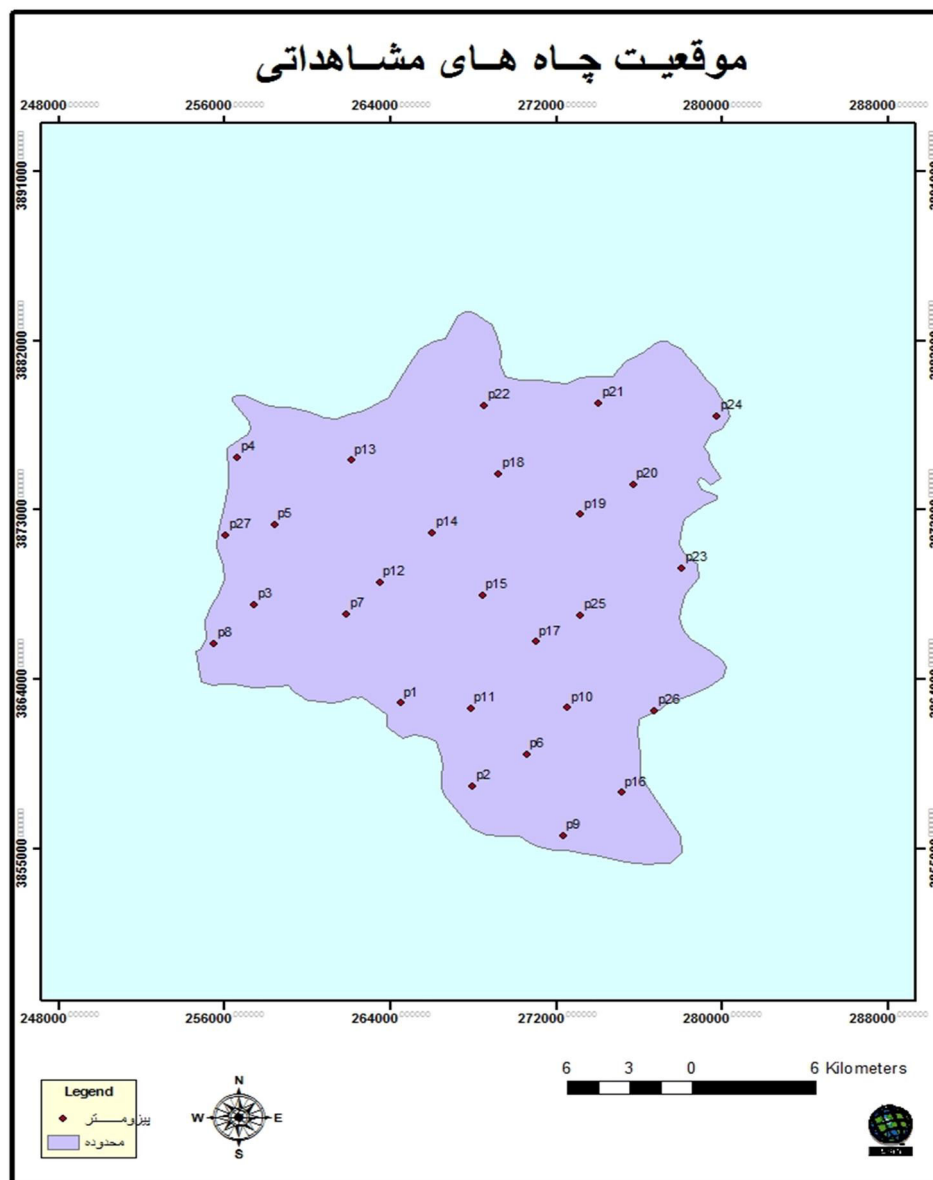 موقعیت چاه های مشاهداتی
248000 256000 264000 272000 280000 288000
3891000
3882000 3882000
p22 p21 p24
p4 p13 p18 p20
3873000
p5 p19 p27 p14
p23
p12 p15
p3 p7 p25
p8 p17
3864000
p1 p11 p10 p26
p6
p2 p16
p9
3855000
248000 256000 264000 272000 280000 288000
6 3 0 6 Kilometers
Legend
پیزومتر
محدوده
N
W E
S